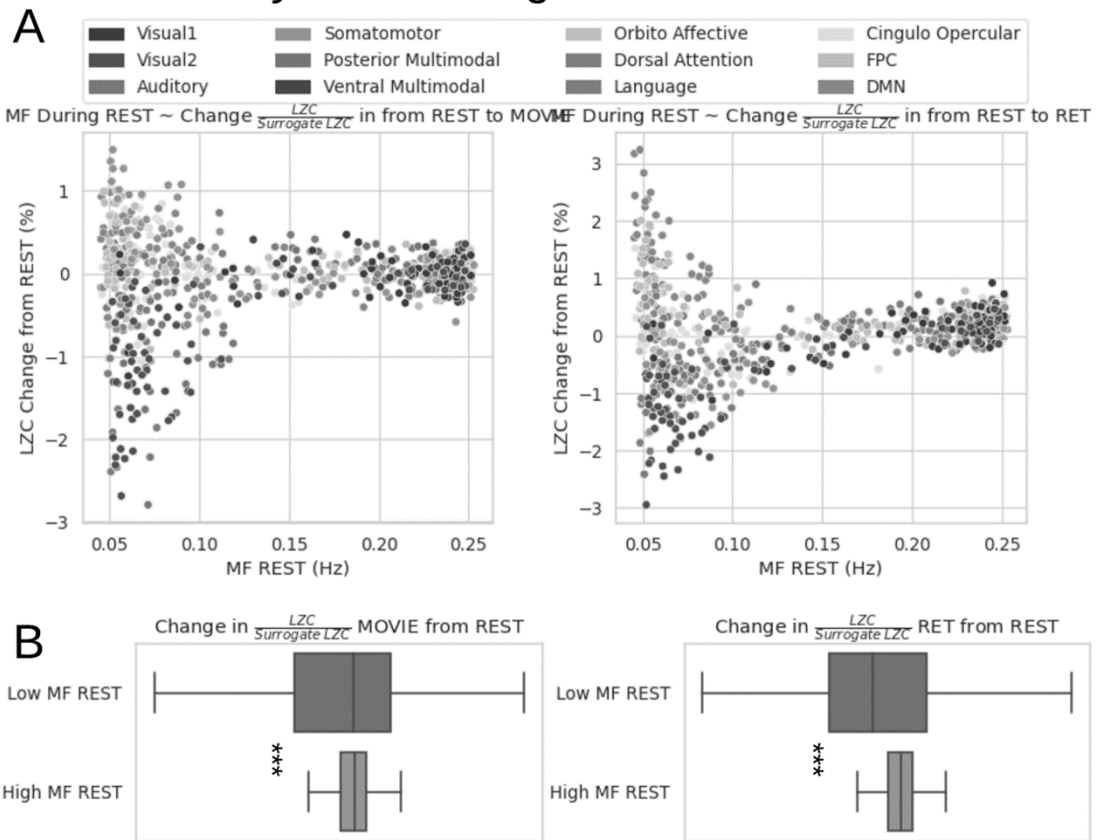 A
Visual1
Visual2
Auditory
Somatomotor
Posterior Multimodal
Ventral Multimodal
Orbito Affective
Dorsal Attention
Language
Cingulo Opercular
FPC
DMN
MF During REST ~ Change LZC / Surrogate LZC in from REST to MOVIE
MF During REST ~ Change LZC / Surrogate LZC in from REST to RET
LZC Change from REST (%)
1
0
−1
−2
−3
0.05 0.10 0.15 0.20 0.25
MF REST (Hz)
LZC Change from REST (%)
3
2
1
0
−1
−2
−3
0.05 0.10 0.15 0.20 0.25
MF REST (Hz)
B
Change in LZC / Surrogate LZC MOVIE from REST
Low MF REST
***
High MF REST
Change in LZC / Surrogate LZC RET from REST
Low MF REST
***
High MF REST